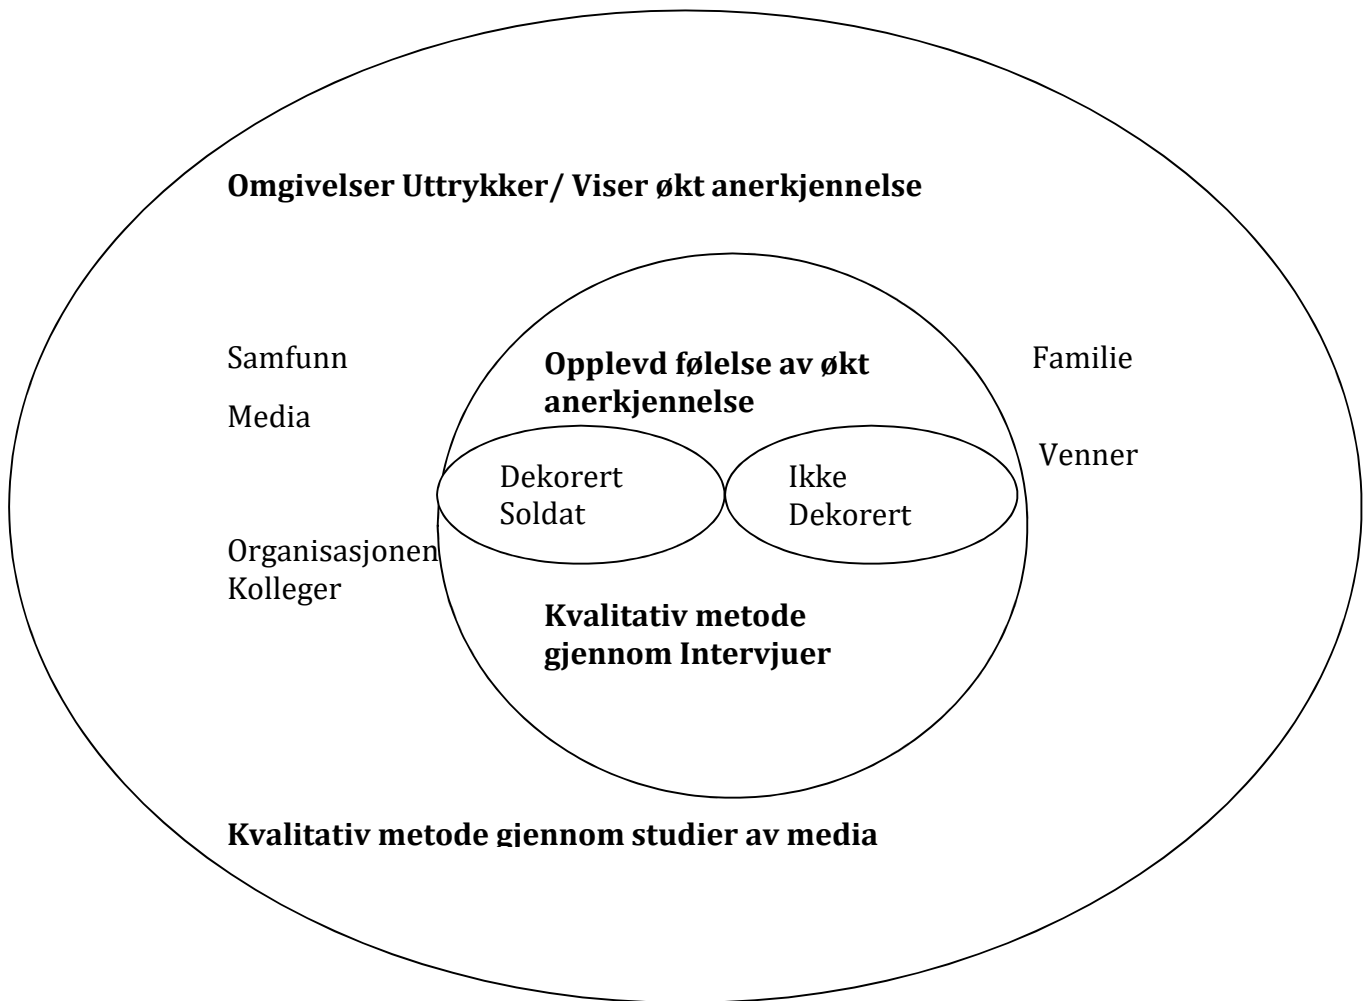 Omgivelser Uttrykker/ Viser økt anerkjennelse
Samfunn
Media
Organisasjonen
Kolleger
Opplevd følelse av økt
anerkjennelse
Dekorert
Soldat
Ikke
Dekorert
Kvalitativ metode
gjennom Intervjuer
Familie
Venner
Kvalitativ metode gjennom studier av media